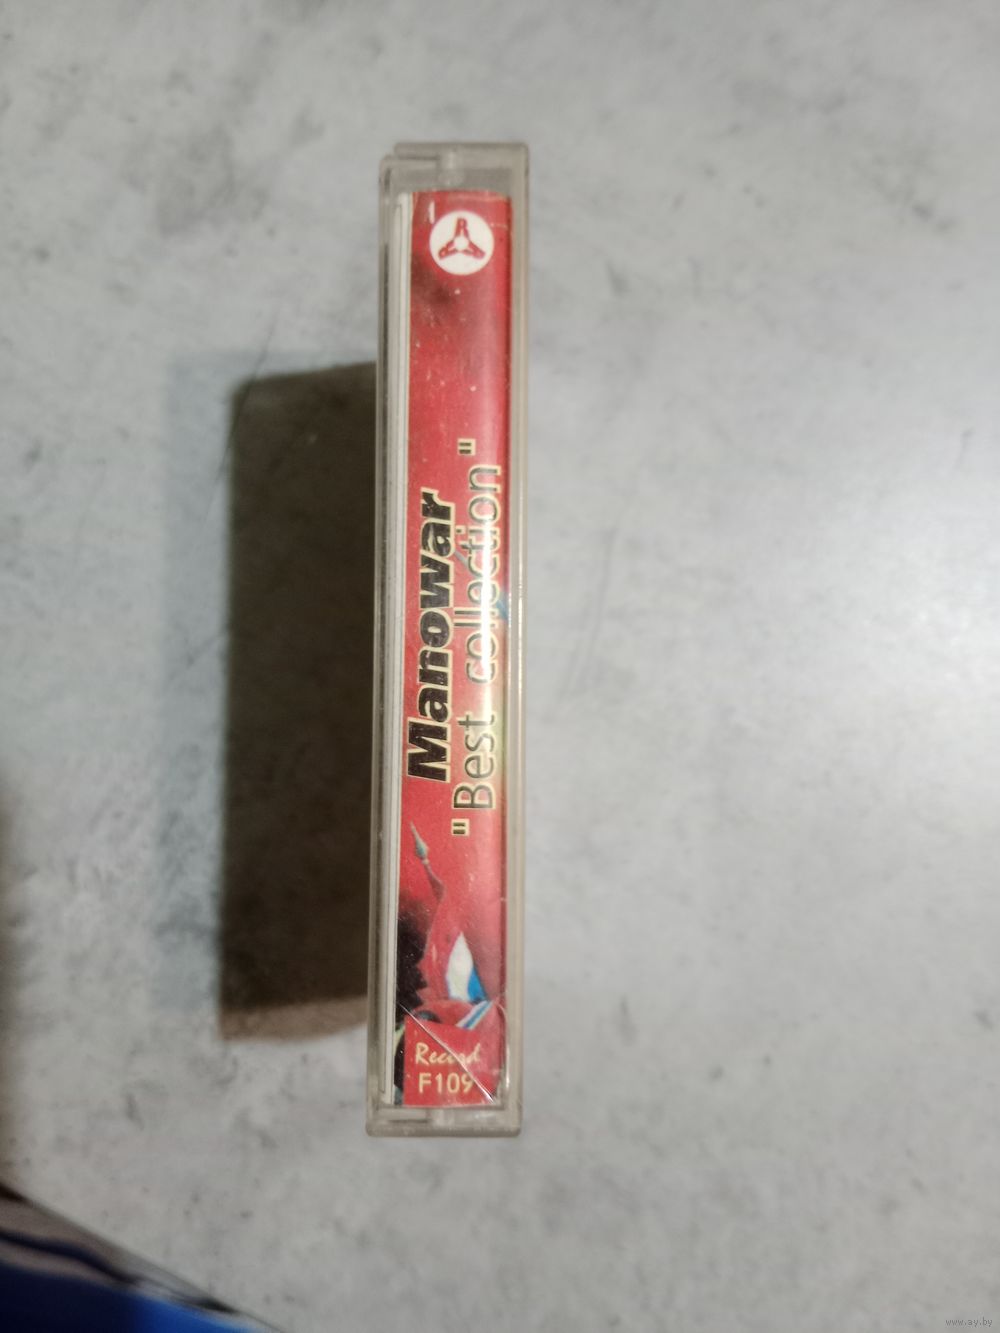 R
Manowar
"Best collection"
Record
F109
www.ay.by